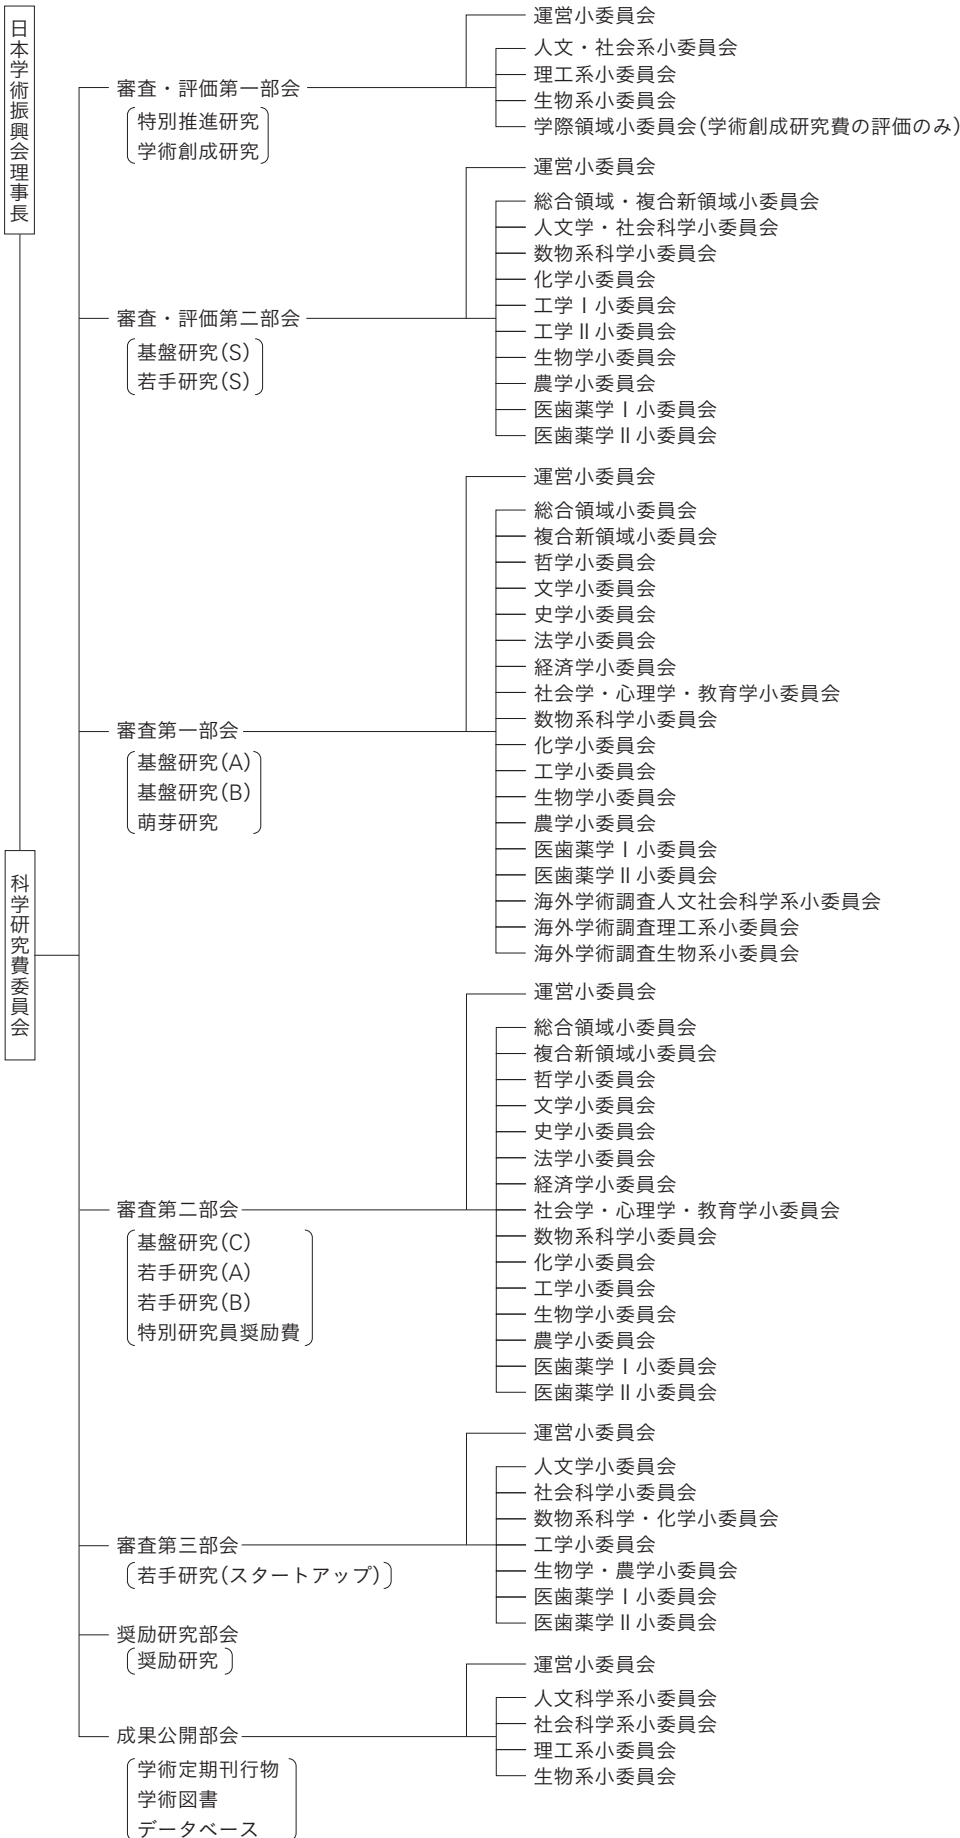 日本学術振興会理事長
科学研究費委員会
審査・評価第一部会
特別推進研究
学術創成研究
運営小委員会
人文・社会系小委員会
理工系小委員会
生物系小委員会
学際領域小委員会(学術創成研究費の評価のみ)
審査・評価第二部会
基盤研究(S)
若手研究(S)
運営小委員会
総合領域・複合新領域小委員会
人文学・社会科学小委員会
数物系科学小委員会
化学小委員会
工学Ⅰ小委員会
工学Ⅱ小委員会
生物学小委員会
農学小委員会
医歯薬学Ⅰ小委員会
医歯薬学Ⅱ小委員会
審査第一部会
基盤研究(A)
基盤研究(B)
萌芽研究
運営小委員会
総合領域小委員会
複合新領域小委員会
哲学小委員会
文学小委員会
史学小委員会
法学小委員会
経済学小委員会
社会学・心理学・教育学小委員会
数物系科学小委員会
化学小委員会
工学小委員会
生物学小委員会
農学小委員会
医歯薬学Ⅰ小委員会
医歯薬学Ⅱ小委員会
海外学術調査人文社会科学系小委員会
海外学術調査理工系小委員会
海外学術調査生物系小委員会
審査第二部会
基盤研究(C)
若手研究(A)
若手研究(B)
特別研究員奨励費
運営小委員会
総合領域小委員会
複合新領域小委員会
哲学小委員会
文学小委員会
史学小委員会
法学小委員会
経済学小委員会
社会学・心理学・教育学小委員会
数物系科学小委員会
化学小委員会
工学小委員会
生物学小委員会
農学小委員会
医歯薬学Ⅰ小委員会
医歯薬学Ⅱ小委員会
審査第三部会
若手研究(スタートアップ)
運営小委員会
人文学小委員会
社会科学小委員会
数物系科学・化学小委員会
工学小委員会
生物学・農学小委員会
医歯薬学Ⅰ小委員会
医歯薬学Ⅱ小委員会
奨励研究部会
奨励研究
成果公開部会
学術定期刊行物
学術図書
データベース
運営小委員会
人文科学系小委員会
社会科学系小委員会
理工系小委員会
生物系小委員会